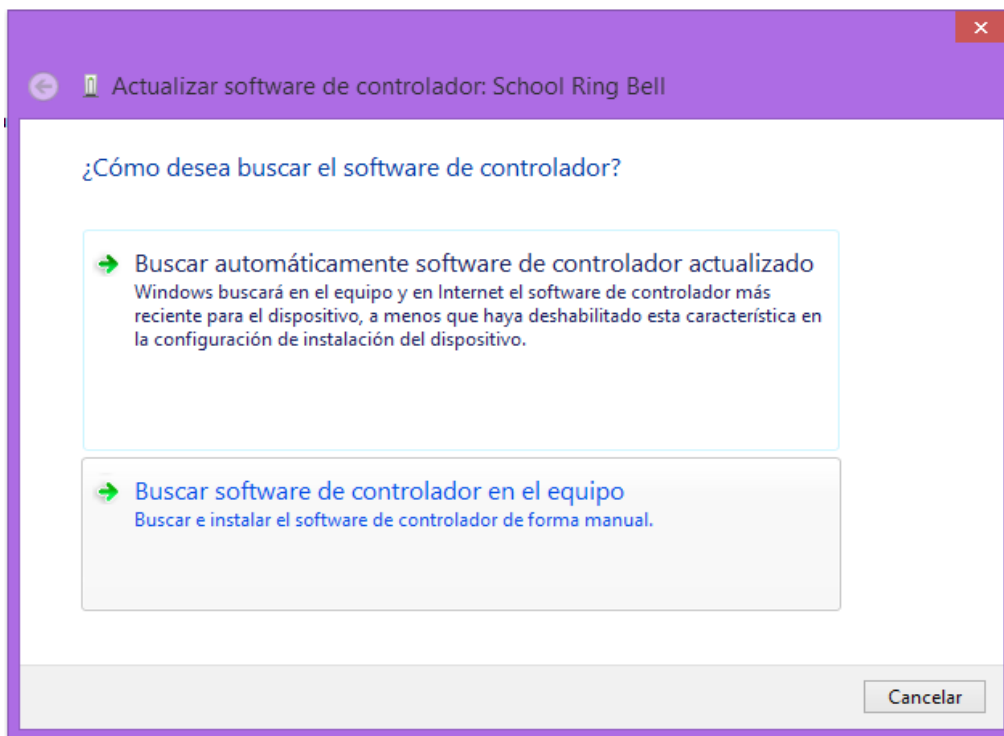 Actualizar software de controlador: School Ring Bell
¿Cómo desea buscar el software de controlador?
Buscar automáticamente software de controlador actualizado
Windows buscará en el equipo y en Internet el software de controlador más
reciente para el dispositivo, a menos que haya deshabilitado esta característica en
la configuración de instalación del dispositivo.
Buscar software de controlador en el equipo
Buscar e instalar el software de controlador de forma manual.
Cancelar